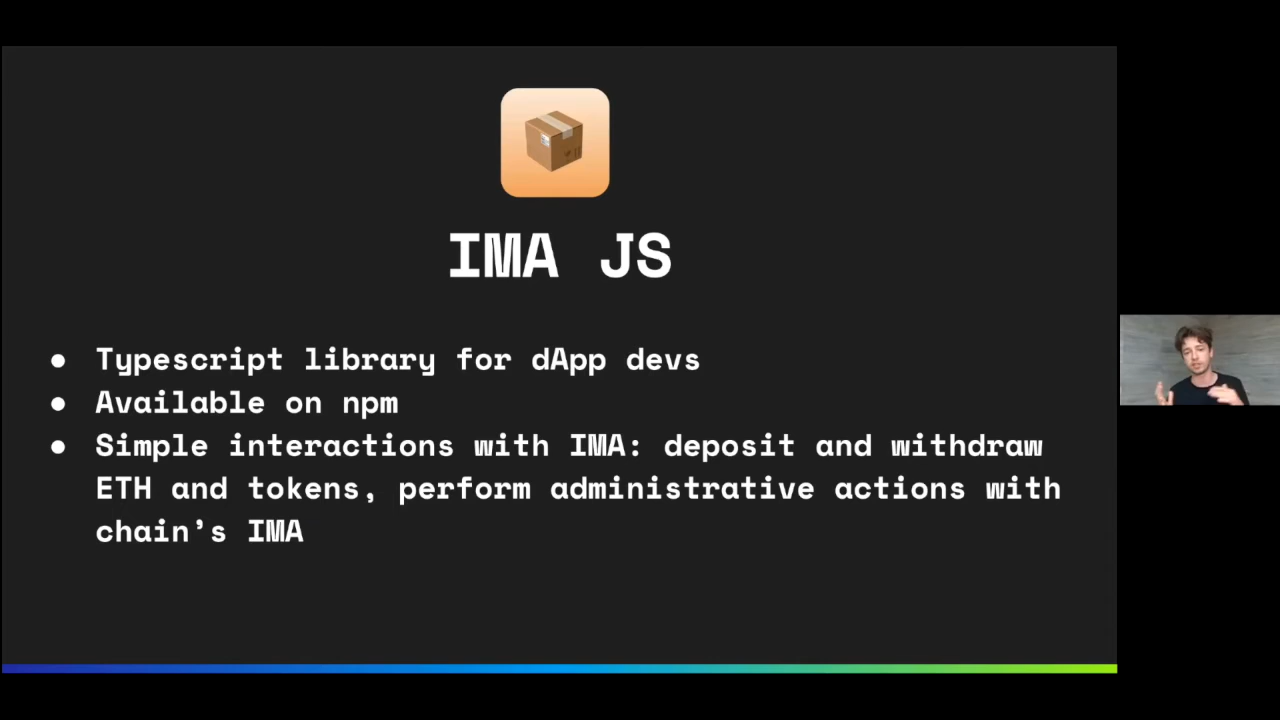 IMA JS
● Typescript library for dApp devs
● Available on npm
● Simple interactions with IMA: deposit and withdraw
ETH and tokens, perform administrative actions with
chain’s IMA